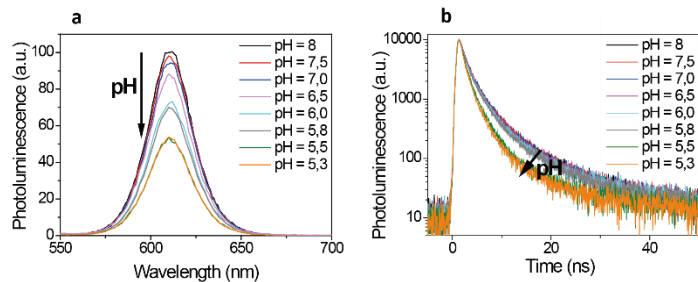 a
Photoluminescence (a.u.)
100
80
60
40
20
0
550
600
650
700
Wavelength (nm)
pH
pH = 8
pH = 7,5
pH = 7,0
pH = 6,5
pH = 6,0
pH = 5,8
pH = 5,5
pH = 5,3
b
Photoluminescence (a.u.)
10000
1000
100
10
0
20
40
Time (ns)
pH
pH = 8
pH = 7,5
pH = 7,0
pH = 6,5
pH = 6,0
pH = 5,8
pH = 5,5
pH = 5,3